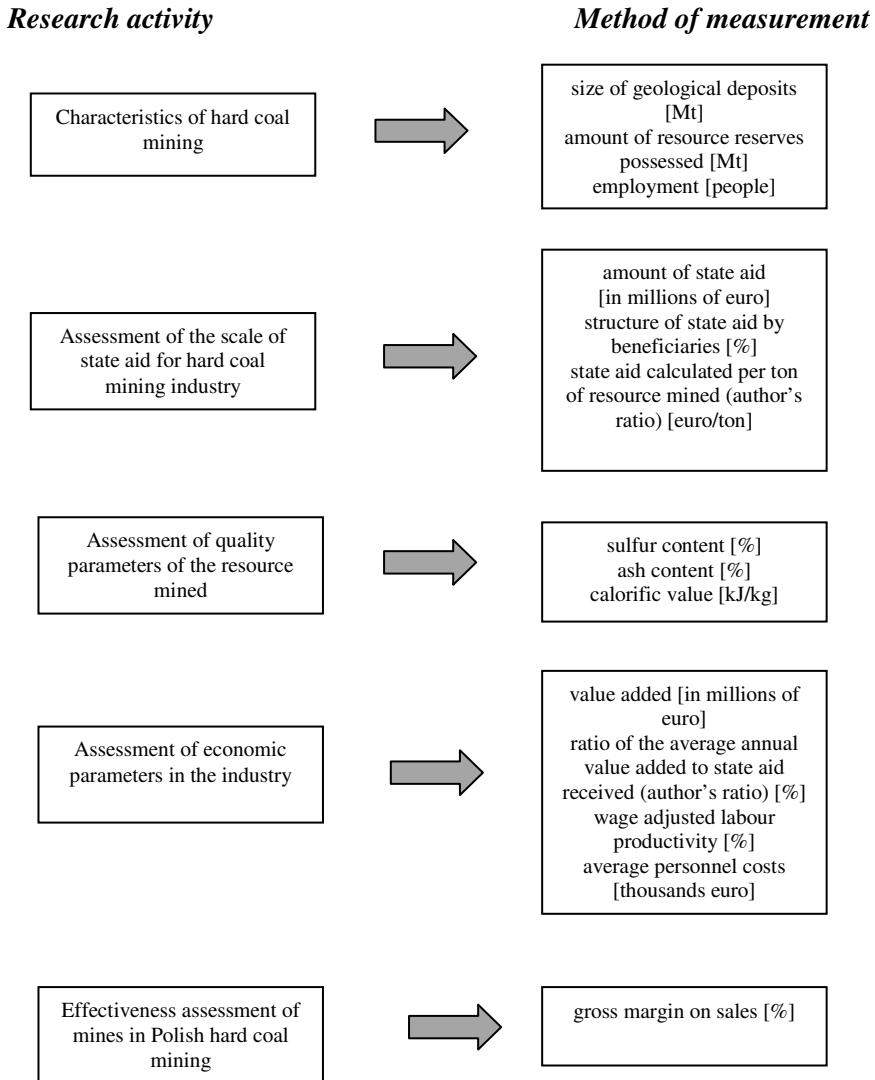 Research activity
Method of measurement
Characteristics of hard coal
mining
size of geological deposits
[Mt]
amount of resource reserves
possessed [Mt]
employment [people]
Assessment of the scale of
state aid for hard coal
mining industry
amount of state aid
[in millions of euro]
structure of state aid by
beneficiaries [%]
state aid calculated per ton
of resource mined (author's
ratio) [euro/ton]
Assessment of quality
parameters of the resource
mined
sulfur content [%]
ash content [%]
calorific value [kJ/kg]
Assessment of economic
parameters in the industry
value added [in millions of
euro]
ratio of the average annual
value added to state aid
received (author's ratio) [%]
wage adjusted labour
productivity [%]
average personnel costs
[thousands euro]
Effectiveness assessment of
mines in Polish hard coal
mining
gross margin on sales [%]